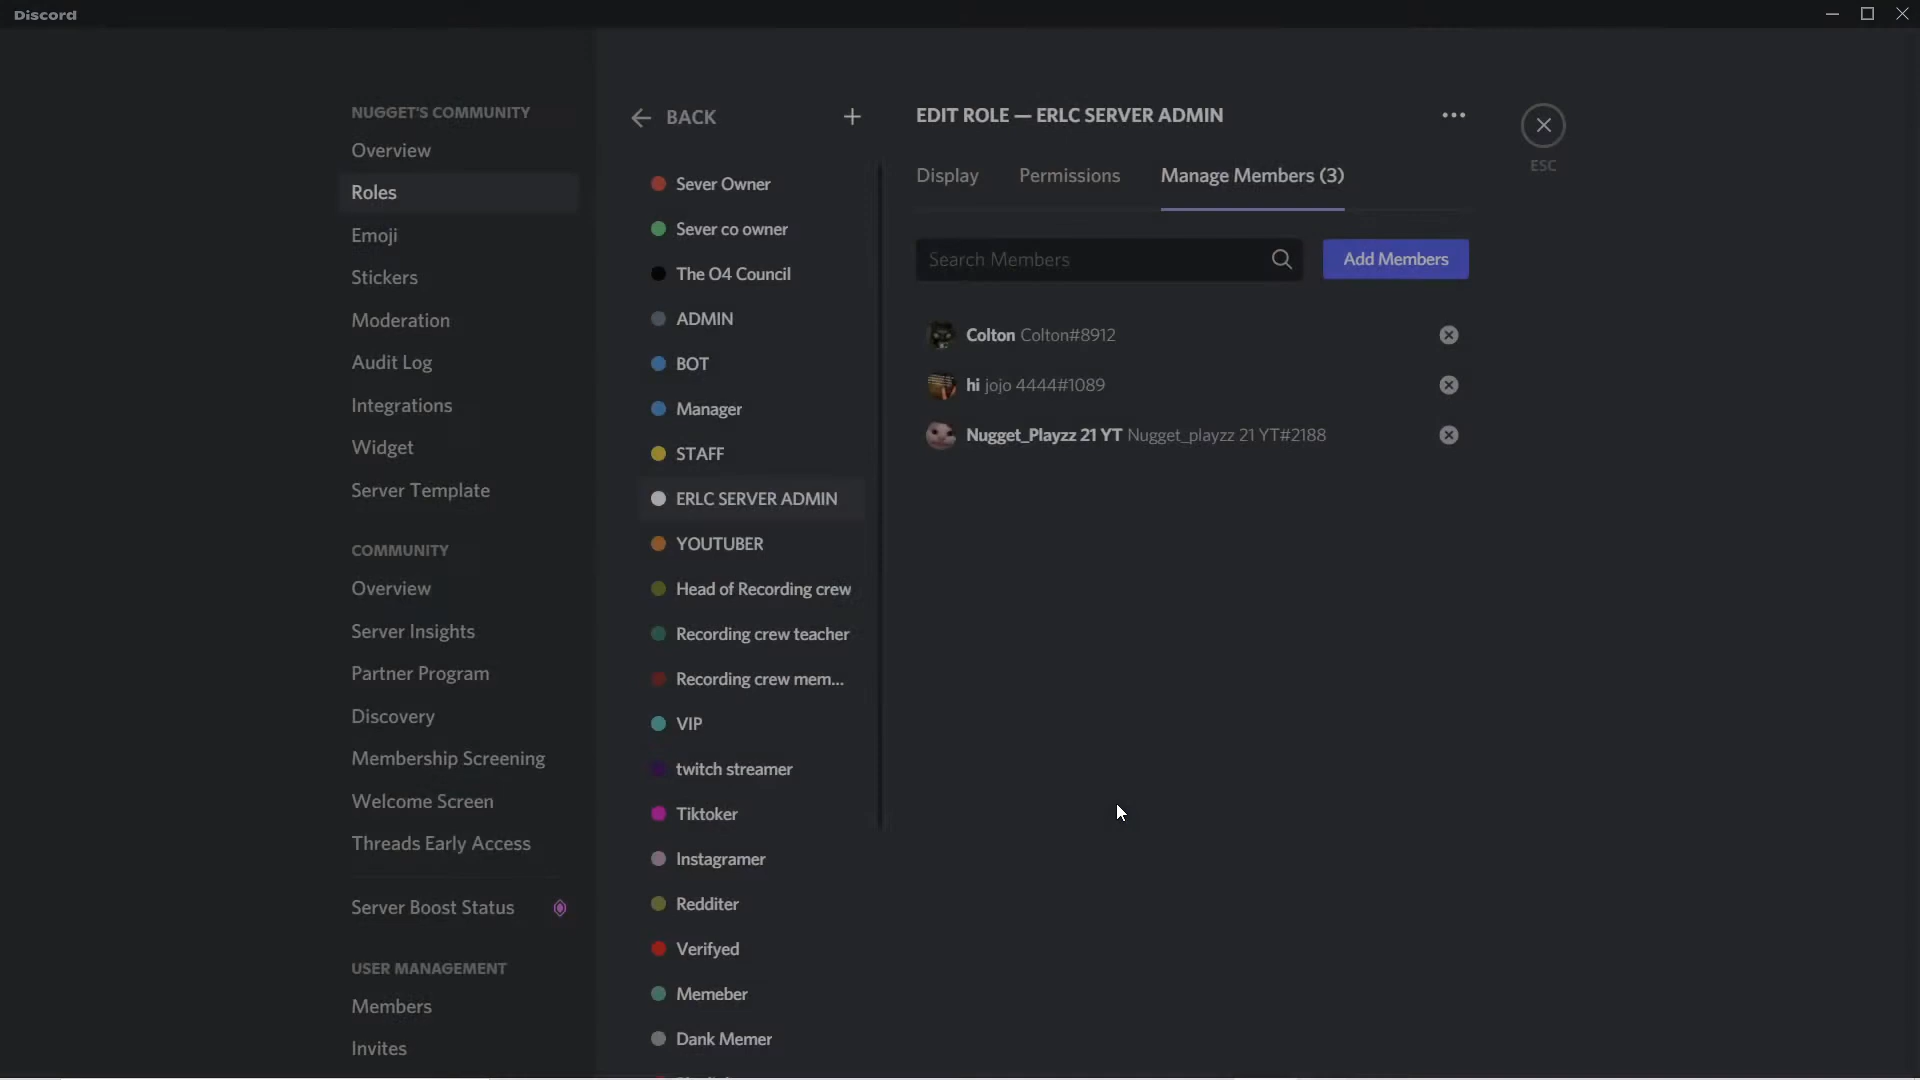 Discord
NUGGET'S COMMUNITY
Overview
Roles
Emoji
Stickers
Moderation
Audit Log
Integrations
Widget
Server Template
COMMUNITY
Overview
Server Insights
Partner Program
Discovery
Membership Screening
Welcome Screen
Threads Early Access
Server Boost Status
USER MANAGEMENT
Members
Invites
BACK
Sever Owner
Sever co owner
The O4 Council
ADMIN
BOT
Manager
STAFF
ERLC SERVER ADMIN
YOUTUBER
Head of Recording crew
Recording crew teacher
Recording crew mem...
VIP
twitch streamer
Tiktoker
Instagramer
Redditer
Verifyed
Memeber
Dank Memer
EDIT ROLE — ERLC SERVER ADMIN
Display Permissions Manage Members (3)
Search Members Add Members
Colton Colton#8912
hi jojo 4444#1089
Nugget_Playzz 21 YT Nugget_playzz 21 YT#2188
ESC